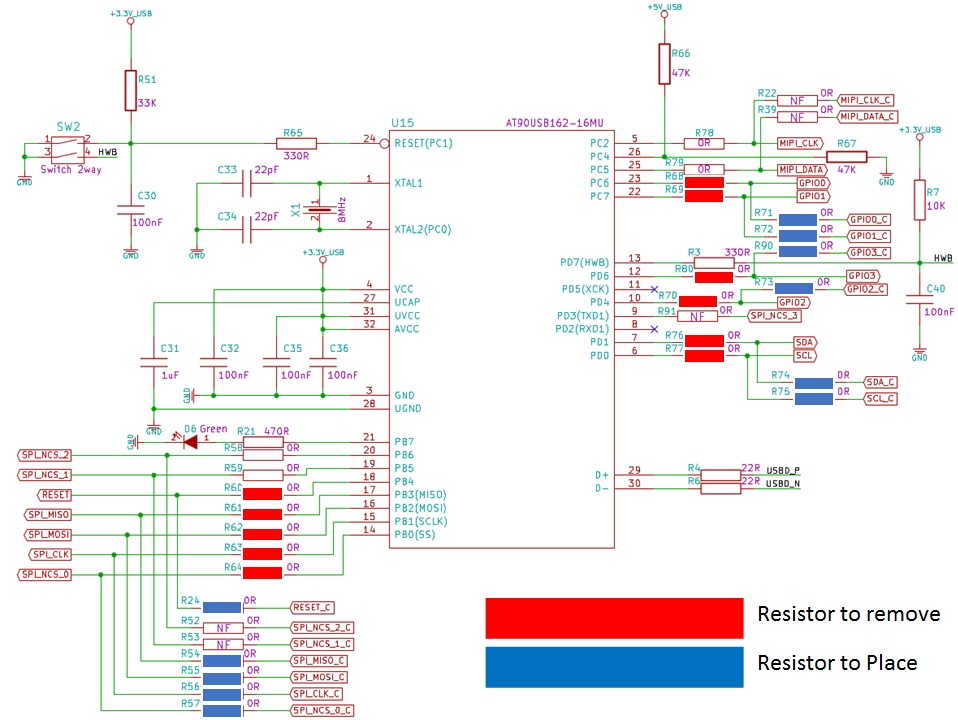 +3.3V_USB
+5V_USB
R51
33K
R66
47K
SW2
1 2
3 4 HWB
Switch 2way
GND
R65
330R
C30
100nF
GND
C33 22pF
C34 22pF
X1
8MHz
GND
+3.3V_USB
U15 AT90USB162-16MU
24 RESET(PC1)
1 XTAL1
2 XTAL2(PC0)
4 VCC
27 UCAP
31 UVCC
32 AVCC
3 GND
28 UGND
21 PB7
20 PB6
19 PB5
18 PB4
17 PB3(MISO)
16 PB2(MOSI)
15 PB1(SCLK)
14 PB0(SS)
PC2 5
PC4 26
PC5 25
PC6 23
PC7 22
PD7(HWB) 13
PD6 12
PD5(XCK) 11
PD4 10
PD3(TXD1) 9
PD2(RXD1) 8
PD1 7
PD0 6
D+ 29
D- 30
R22 NF 0R MIPI_CLK_C
R39 NF 0R MIPI_DATA_C
R78 0R MIPI_CLK
R67
47K
GND
R79 0R MIPI_DATA
R68 0R GPIO0
R69 0R GPIO1
R71 0R GPIO0_C
R72 0R GPIO1_C
R90 0R GPIO3_C
+3.3V_USB
R7
10K
HWB
C40
100nF
GND
R3 330R
R80 0R GPIO3
R73 0R GPIO2_C
R70 0R GPIO2
R91 NF 0R SPI_NCS_3
R76 0R SDA
R77 0R SCL
R74 0R SDA_C
R75 0R SCL_C
R4 22R USBD_P
R6 22R USBD_N
C31
1uF
C32
100nF
C35
100nF
C36
100nF
GND
GND
GND
D6 Green
1
R21 470R
SPI_NCS_2 R58 0R
SPI_NCS_1 R59 0R
RESET R60 0R
SPI_MISO R61 0R
SPI_MOSI R62 0R
SPI_CLK R63 0R
SPI_NCS_0 R64 0R
R24 0R RESET_C
R52 NF 0R SPI_NCS_2_C
R53 NF 0R SPI_NCS_1_C
R54 0R SPI_MISO_C
R55 0R SPI_MOSI_C
R56 0R SPI_CLK_C
R57 0R SPI_NCS_0_C
Resistor to remove
Resistor to Place